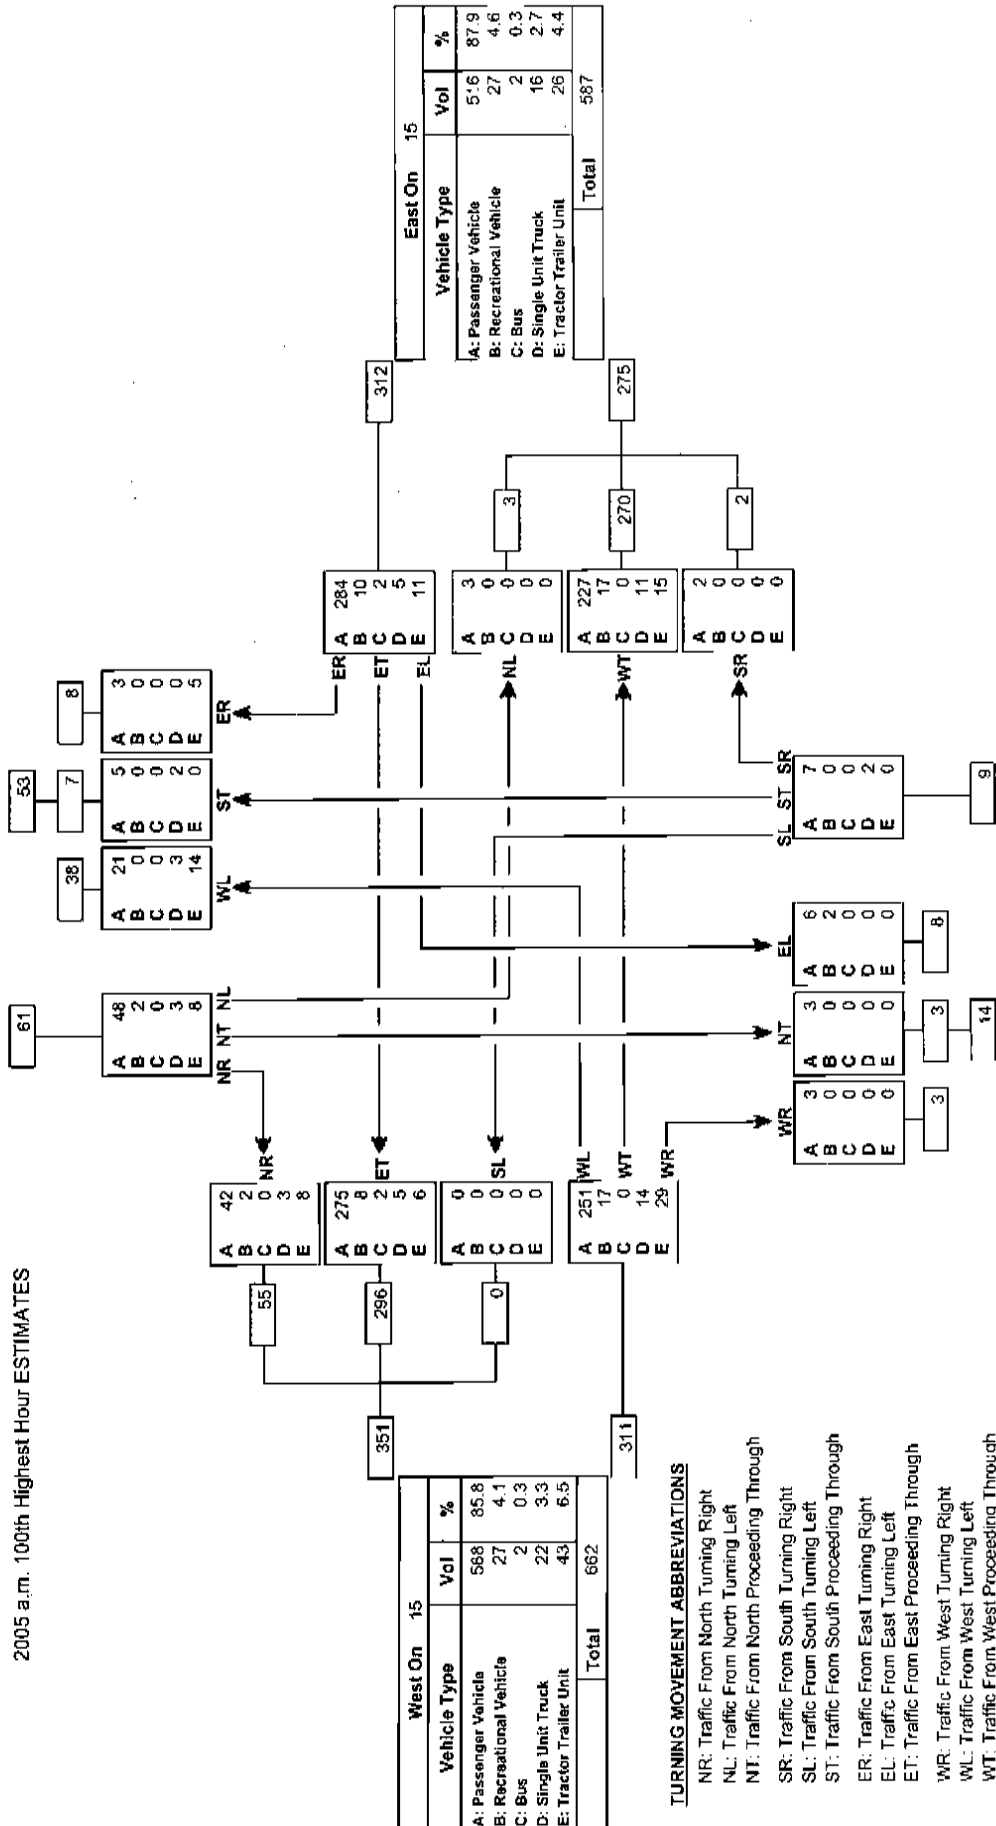 2005 a.m. 100th Highest Hour ESTIMATES
61
A 48
B 2
C 0
D 3
E 8
NR NT NL
38
A 21
B 0
C 0
D 3
E 14
WL
53
7
A 5
B 0
C 0
D 2
E 0
ST
8
A 3
B 0
C 0
D 0
E 5
ER
West On 15
Vehicle Type Vol %
A: Passenger Vehicle 568 85.8
B: Recreational Vehicle 27 4.1
C: Bus 2 0.3
D: Single Unit Truck 22 3.3
E: Tractor Trailer Unit 43 6.5
Total 662
351
55
A 42
B 2
C 0
D 3
E 8
NR
296
A 275
B 8
C 2
D 5
E 6
ET
0
A 0
B 0
C 0
D 0
E 0
SL
311
A 251
B 17
C 0
D 14
E 29
WL
WT
WR
ER
ET
EL
A 284
B 10
C 2
D 5
E 11
312
NL
A 3
B 0
C 0
D 0
E 0
3
WT
A 227
B 17
C 0
D 11
E 15
270
SR
A 2
B 0
C 0
D 0
E 0
2
275
East On 15
Vehicle Type Vol %
A: Passenger Vehicle 516 87.9
B: Recreational Vehicle 27 4.6
C: Bus 2 0.3
D: Single Unit Truck 16 2.7
E: Tractor Trailer Unit 26 4.4
Total 587
WR
A 3
B 0
C 0
D 0
E 0
3
NT
A 3
B 0
C 0
D 0
E 0
3
14
EL
A 6
B 2
C 0
D 0
E 0
8
SL ST SR
A 7
B 0
C 0
D 2
E 0
9
TURNING MOVEMENT ABBREVIATIONS
NR: Traffic From North Turning Right
NL: Traffic From North Turning Left
NT: Traffic From North Proceeding Through
SR: Traffic From South Turning Right
SL: Traffic From South Turning Left
ST: Traffic From South Proceeding Through
ER: Traffic From East Turning Right
EL: Traffic From East Turning Left
ET: Traffic From East Proceeding Through
WR: Traffic From West Turning Right
WL: Traffic From West Turning Left
WT: Traffic From West Proceeding Through